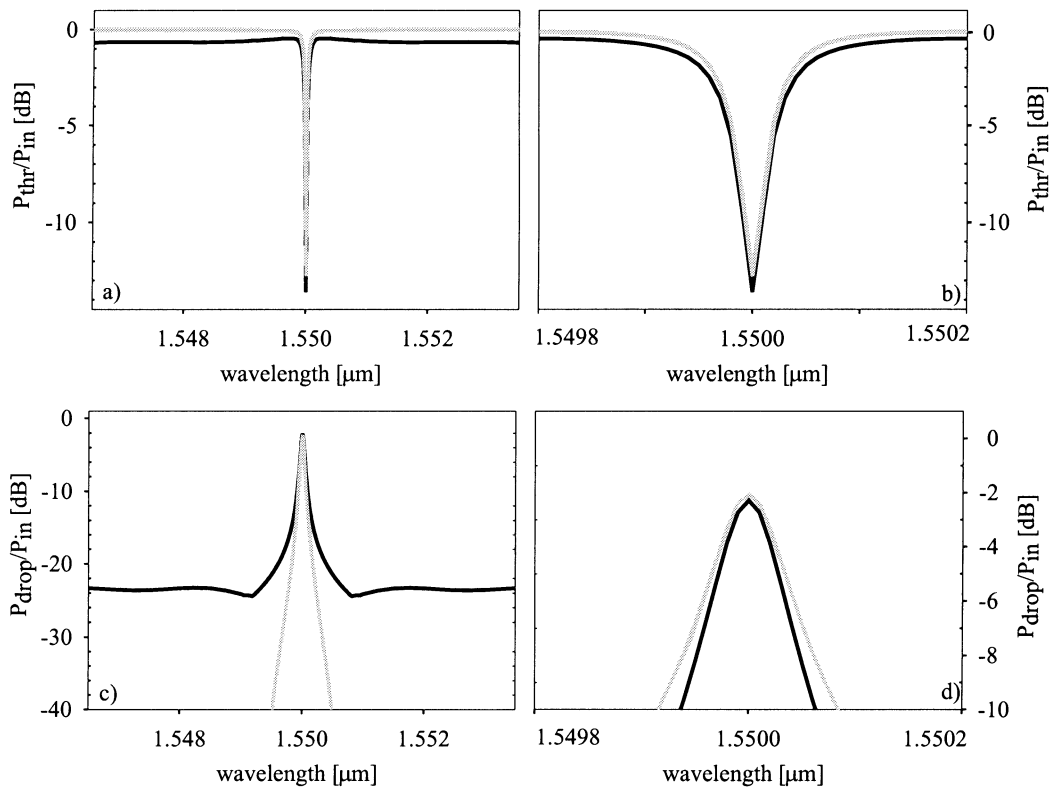 0
-5
-10
P_thr/P_in [dB]
a)
1.548
1.550
1.552
wavelength [μm]
0
-5
-10
P_thr/P_in [dB]
b)
1.5498
1.5500
1.5502
wavelength [μm]
0
-10
-20
-30
-40
P_drop/P_in [dB]
c)
1.548
1.550
1.552
wavelength [μm]
0
-2
-4
-6
-8
-10
P_drop/P_in [dB]
d)
1.5498
1.5500
1.5502
wavelength [μm]